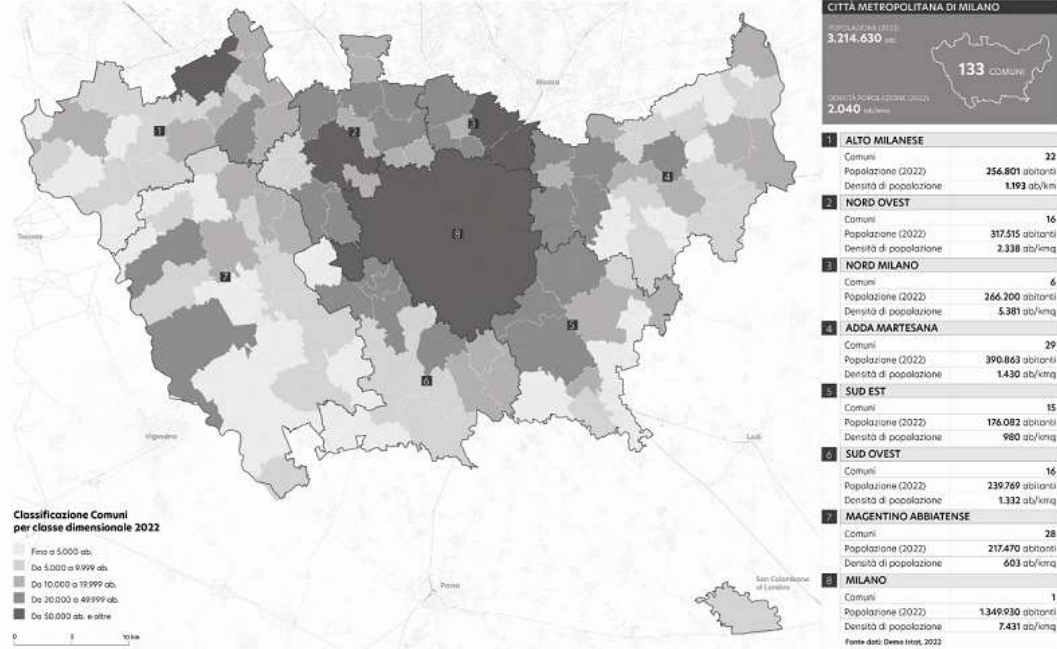 Monza
1
2
3
4
5
6
7
8
Vigevano
Lodi
Pavia
San Colombano
al Lambro
Classificazione Comuni
per classe dimensionale 2022
Fino a 5.000 ab.
Da 5.000 a 9.999 ab.
Da 10.000 a 19.999 ab.
Da 20.000 a 49.999 ab.
Da 50.000 ab. e oltre
0 5 10 km
CITTÀ METROPOLITANA DI MILANO
POPOLAZIONE (2022)
3.214.630 ab.
133 COMUNI
DENSITÀ POPOLAZIONE (2022)
2.040 ab/kmq
1 ALTO MILANESE
Comuni 22
Popolazione (2022) 256.801 abitanti
Densità di popolazione 1.193 ab/km
2 NORD OVEST
Comuni 16
Popolazione (2022) 317.515 abitanti
Densità di popolazione 2.338 ab/kmq
3 NORD MILANO
Comuni 6
Popolazione (2022) 266.200 abitanti
Densità di popolazione 5.381 ab/kmq
4 ADDA MARTESANA
Comuni 29
Popolazione (2022) 390.863 abitanti
Densità di popolazione 1.430 ab/kmq
5 SUD EST
Comuni 15
Popolazione (2022) 176.082 abitanti
Densità di popolazione 980 ab/kmq
6 SUD OVEST
Comuni 16
Popolazione (2022) 239.769 abitanti
Densità di popolazione 1.332 ab/kmq
7 MAGENTINO ABBIATENSE
Comuni 28
Popolazione (2022) 217.470 abitanti
Densità di popolazione 603 ab/kmq
8 MILANO
Comuni 1
Popolazione (2022) 1.349.930 abitanti
Densità di popolazione 7.431 ab/kmq
Fonte dati: Demo Istat, 2022